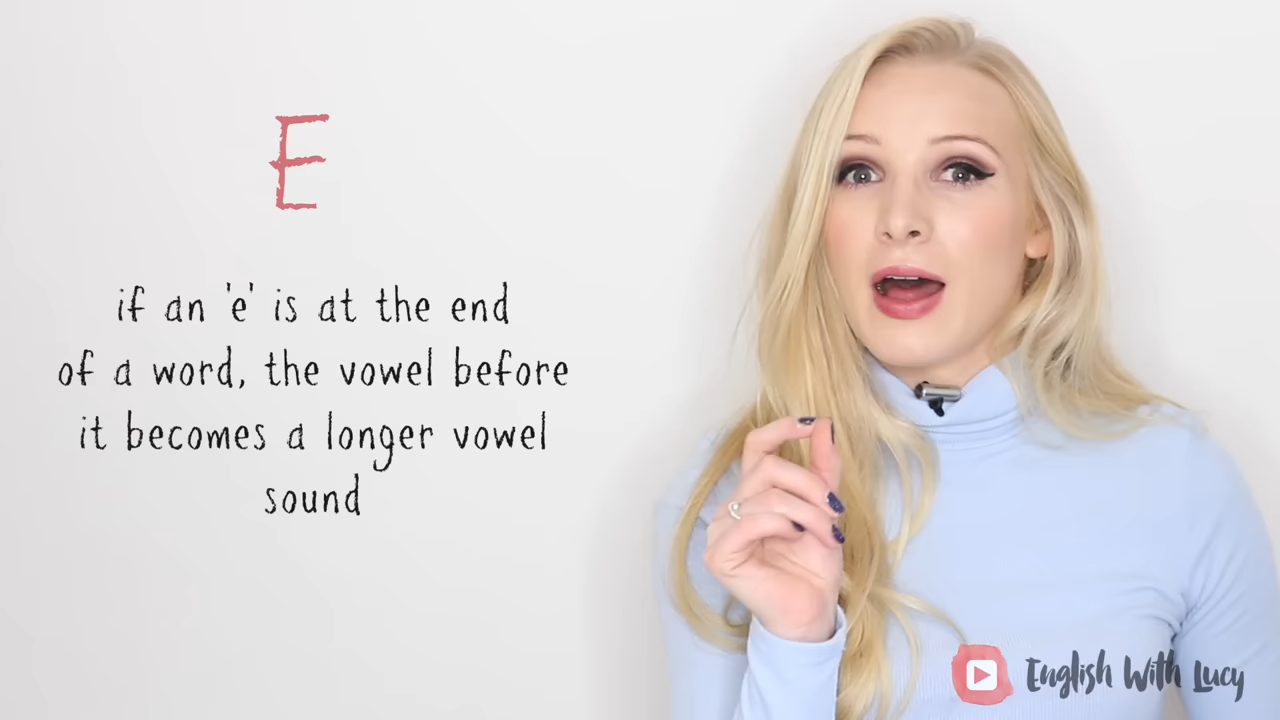 E
if an 'e' is at the end
of a word, the vowel before
it becomes a longer vowel
sound
English With Lucy